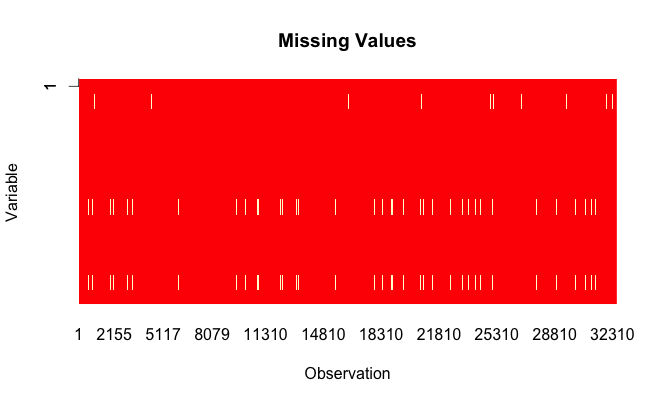 Missing Values
1
Variable
1 2155 5117 8079 11310 14810 18310 21810 25310 28810 32310
Observation